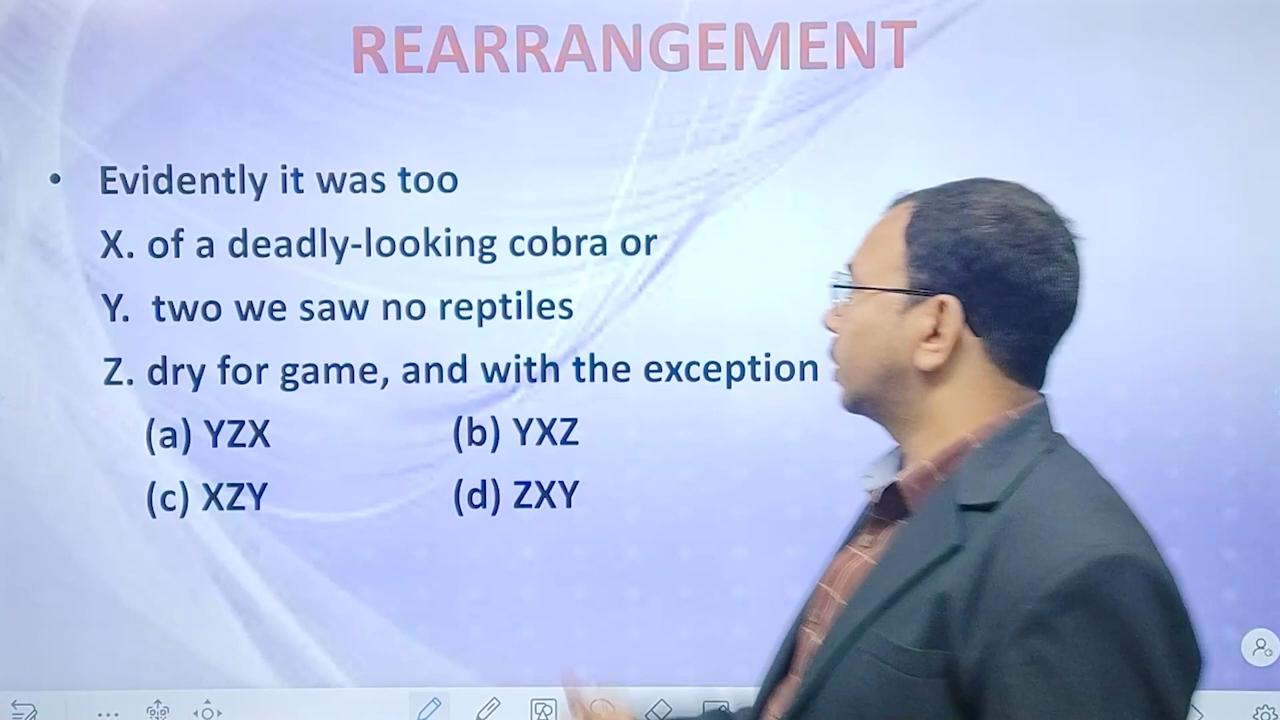 REARRANGEMENT
• Evidently it was too
X. of a deadly-looking cobra or
Y. two we saw no reptiles
Z. dry for game, and with the exception
(a) YZX (b) YXZ
(c) XZY (d) ZXY